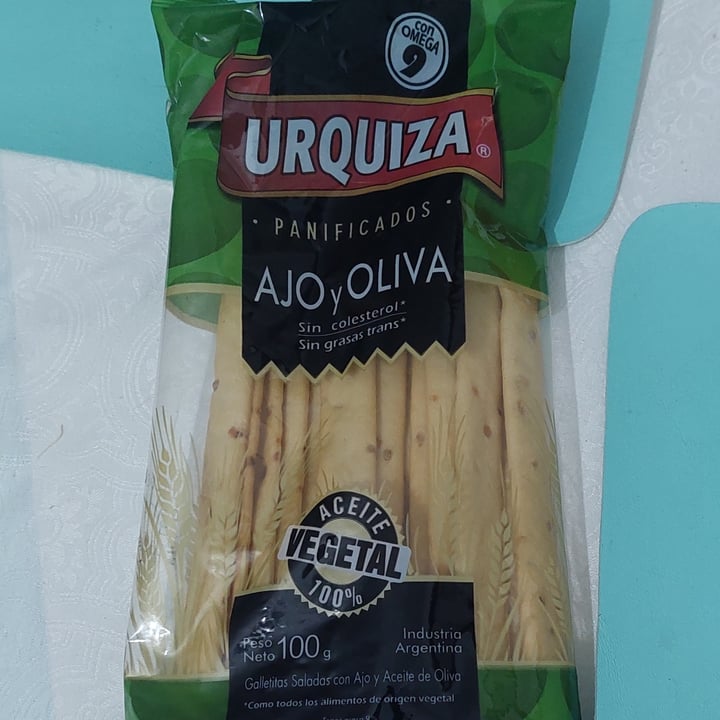 con
OMEGA
9
URQUIZA ®
· PANIFICADOS ·
AJO y OLIVA
Sin colesterol*
Sin grasas trans*
ACEITE
VEGETAL
100%
Peso
Neto 100 g
Industria
Argentina
Galletitas Saladas con Ajo y Aceite de Oliva
*Como todos los alimentos de origen vegetal